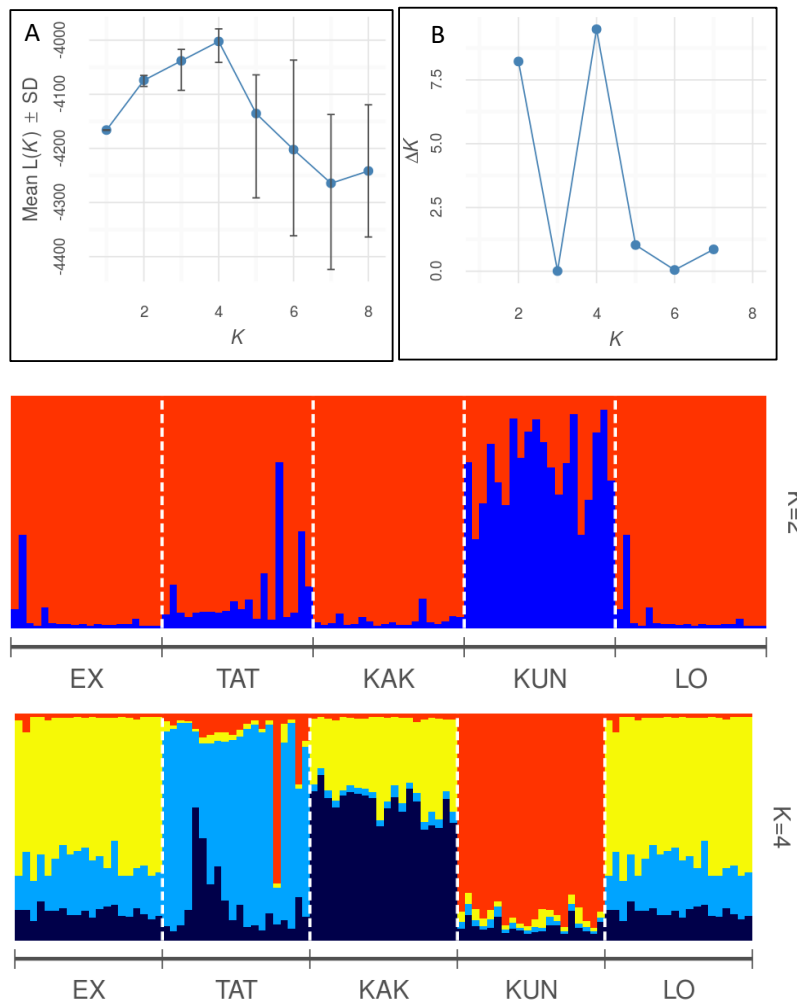 A
Mean L(K) ± SD
-4000
-4100
-4200
-4300
-4400
2
4
6
8
K
B
ΔK
7.5
5.0
2.5
0.0
2
4
6
8
K
K=2
EX TAT KAK KUN LO
K=4
EX TAT KAK KUN LO